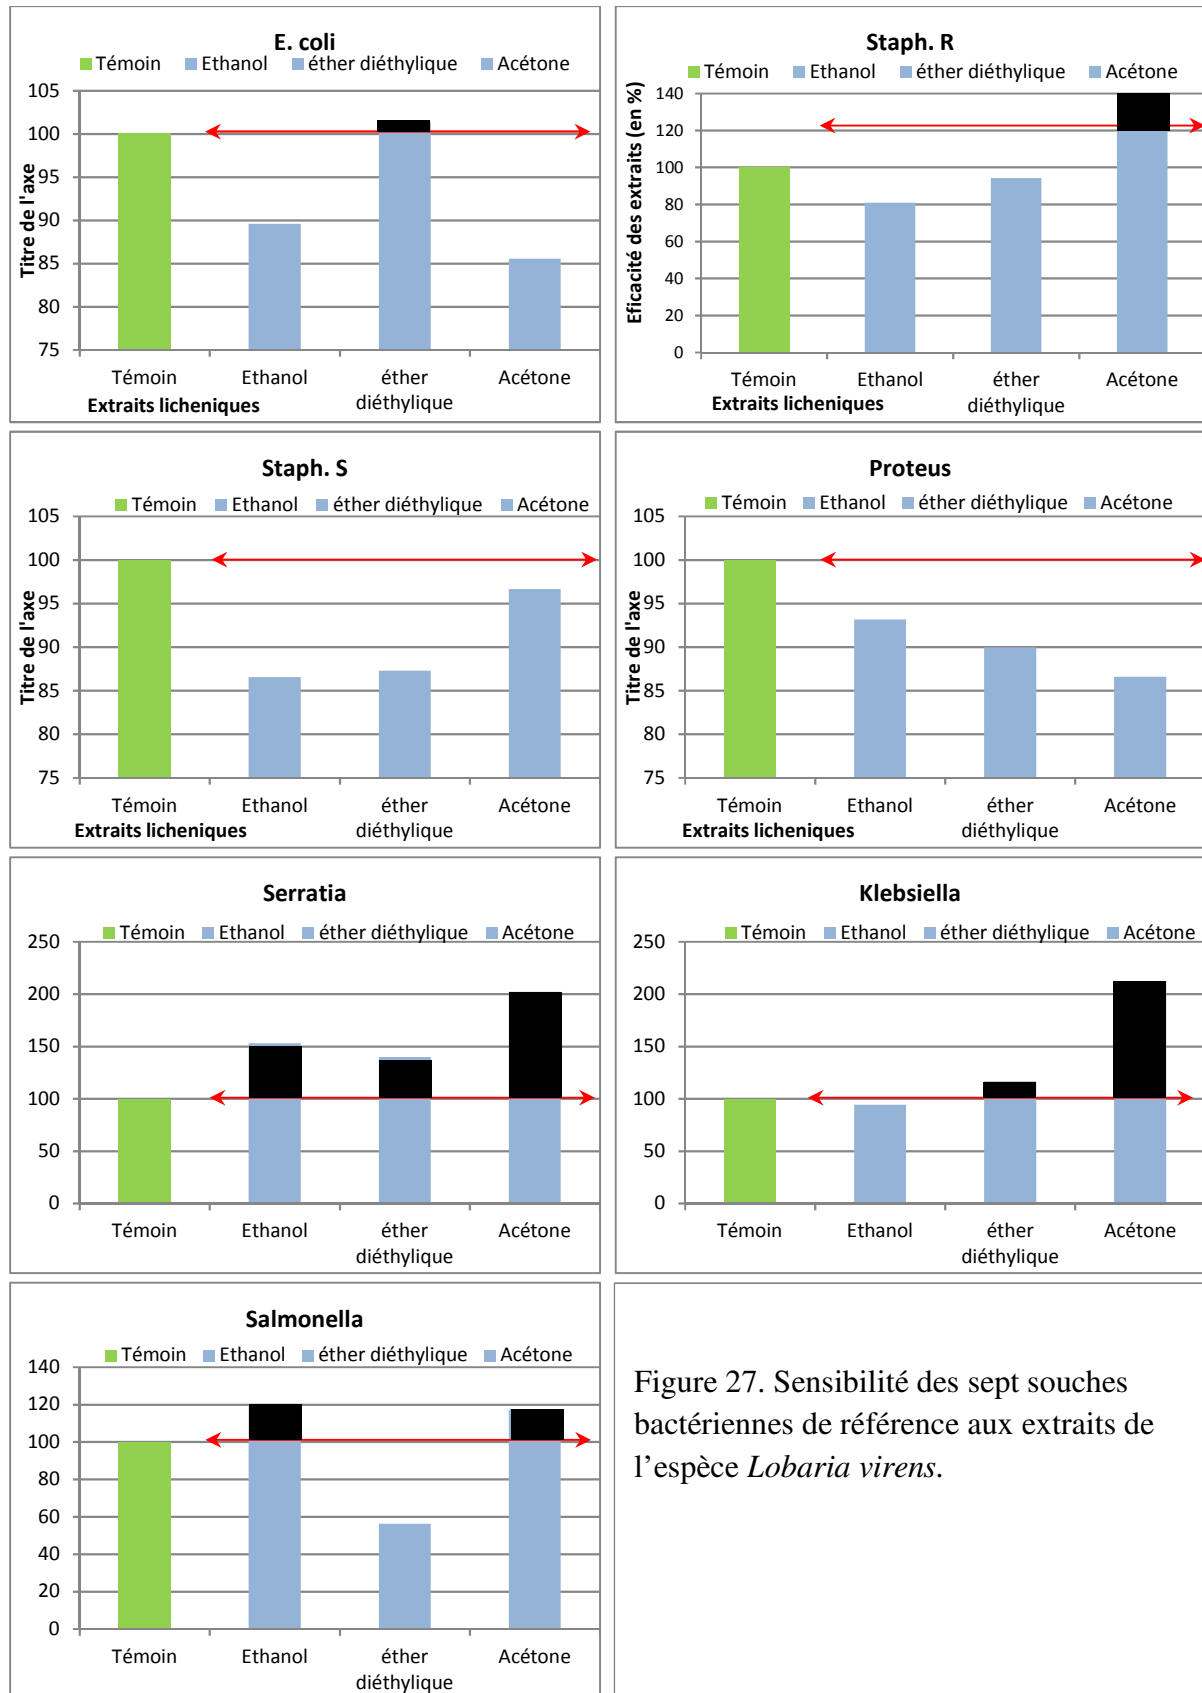 E. coli
Témoin Ethanol éther diéthylique Acétone
Titre de l'axe
105
100
95
90
85
80
75
Témoin Ethanol éther diéthylique Acétone
Extraits licheniques
Staph. R
Témoin Ethanol éther diéthylique Acétone
Eficacité des extraits (en %)
140
120
100
80
60
40
20
0
Témoin Ethanol éther diéthylique Acétone
Extraits licheniques
Staph. S
Témoin Ethanol éther diéthylique Acétone
Titre de l'axe
105
100
95
90
85
80
75
Témoin Ethanol éther diéthylique Acétone
Extraits licheniques
Proteus
Témoin Ethanol éther diéthylique Acétone
Titre de l'axe
105
100
95
90
85
80
75
Témoin Ethanol éther diéthylique Acétone
Extraits licheniques
Serratia
Témoin Ethanol éther diéthylique Acétone
250
200
150
100
50
0
Témoin Ethanol éther diéthylique Acétone
Klebsiella
Témoin Ethanol éther diéthylique Acétone
250
200
150
100
50
0
Témoin Ethanol éther diéthylique Acétone
Salmonella
Témoin Ethanol éther diéthylique Acétone
140
120
100
80
60
40
20
0
Témoin Ethanol éther diéthylique Acétone
Figure 27. Sensibilité des sept souches
bactériennes de référence aux extraits de
l’espèce Lobaria virens.